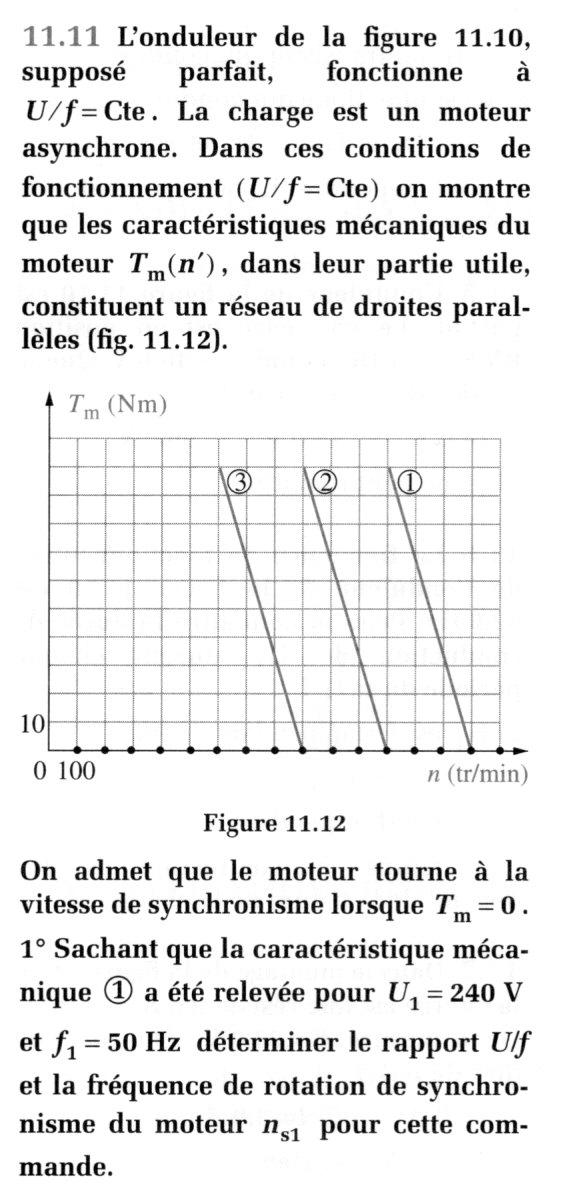 11.11 L'onduleur de la figure 11.10,
supposé parfait, fonctionne à
U/f = Cte. La charge est un moteur
asynchrone. Dans ces conditions de
fonctionnement (U/f = Cte) on montre
que les caractéristiques mécaniques du
moteur Tm(n′), dans leur partie utile,
constituent un réseau de droites paral-
lèles (fig. 11.12).
Tm (Nm)
③ ② ①
10
0 100 n (tr/min)
Figure 11.12
On admet que le moteur tourne à la
vitesse de synchronisme lorsque Tm = 0.
1° Sachant que la caractéristique méca-
nique ① a été relevée pour U1 = 240 V
et f1 = 50 Hz déterminer le rapport U/f
et la fréquence de rotation de synchro-
nisme du moteur ns1 pour cette com-
mande.